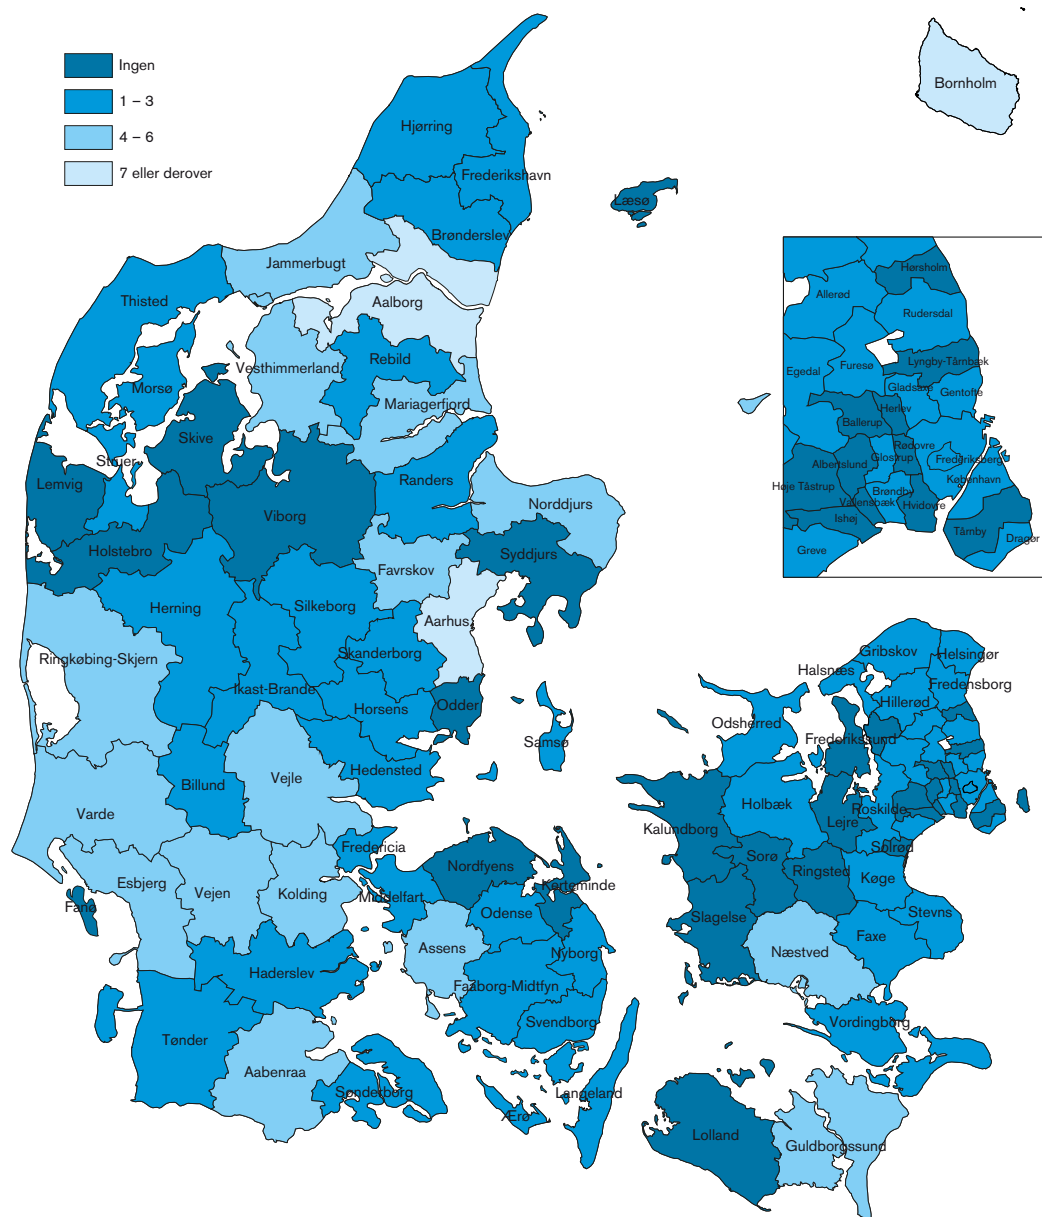 Ingen
1 – 3
4 – 6
7 eller derover
Bornholm
Hjørring
Frederikshavn
Læsø
Brønderslev
Jammerbugt
Thisted
Aalborg
Rebild
Vesthimmerland
Morsø
Mariagerfjord
Skive
Struer
Lemvig
Randers
Norddjurs
Viborg
Holstebro
Syddjurs
Favrskov
Herning
Silkeborg
Aarhus
Skanderborg
Ringkøbing-Skjern
Ikast-Brande
Horsens
Odder
Samsø
Hedensted
Billund
Vejle
Varde
Fredericia
Esbjerg
Vejen
Kolding
Middelfart
Fanø
Nordfyens
Kerteminde
Odense
Assens
Nyborg
Haderslev
Faaborg-Midtfyn
Svendborg
Tønder
Aabenraa
Sønderborg
Ærø
Langeland
Hørsholm
Allerød
Rudersdal
Lyngby-Tårnbæk
Egedal
Furesø
Gladsaxe
Gentofte
Herlev
Ballerup
Rødovre
Albertslund
Glostrup
Frederiksberg
København
Høje Tåstrup
Brøndby
Vallensbæk
Hvidovre
Ishøj
Tårnby
Dragør
Greve
Gribskov
Helsingør
Halsnæs
Fredensborg
Hillerød
Odsherred
Frederikssund
Holbæk
Roskilde
Lejre
Kalundborg
Solrød
Sorø
Ringsted
Køge
Slagelse
Stevns
Faxe
Næstved
Vordingborg
Lolland
Guldborgssund